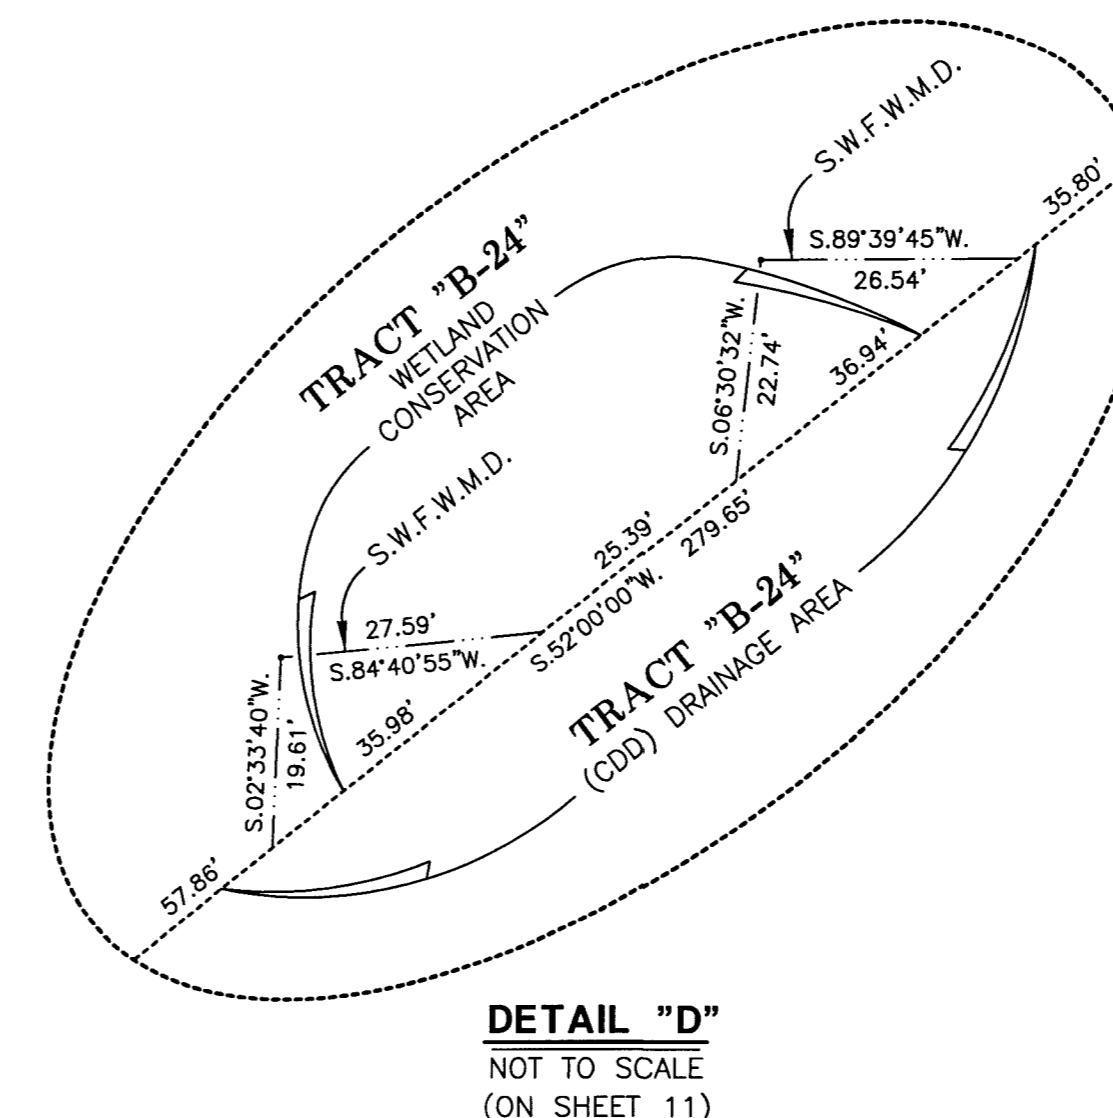 S.W.F.W.M.D.
35.80'
S.89°39'45"W.
26.54'
TRACT "B-24"
WETLAND
CONSERVATION
AREA
S.06°30'32"W.
22.74'
36.94'
S.W.F.W.M.D.
25.39'
279.65'
S.52°00'00"W.
27.59'
S.84°40'55"W.
TRACT "B-24"
(CDD) DRAINAGE AREA
S.02°33'40"W.
19.61'
35.98'
57.86'
DETAIL "D"
NOT TO SCALE
(ON SHEET 11)